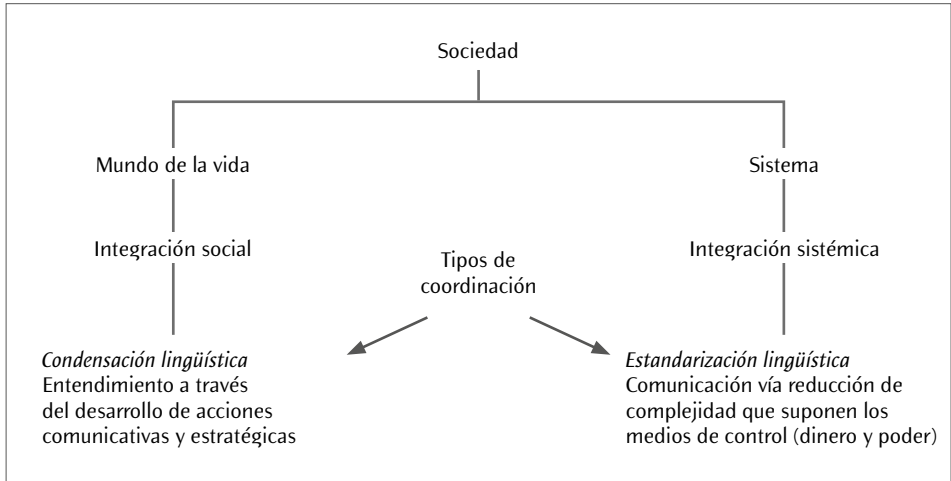 Sociedad
Mundo de la vida
Sistema
Integración social
Integración sistémica
Tipos de
coordinación
Condensación lingüística
Entendimiento a través
del desarrollo de acciones
comunicativas y estratégicas
Estandarización lingüística
Comunicación vía reducción de
complejidad que suponen los
medios de control (dinero y poder)